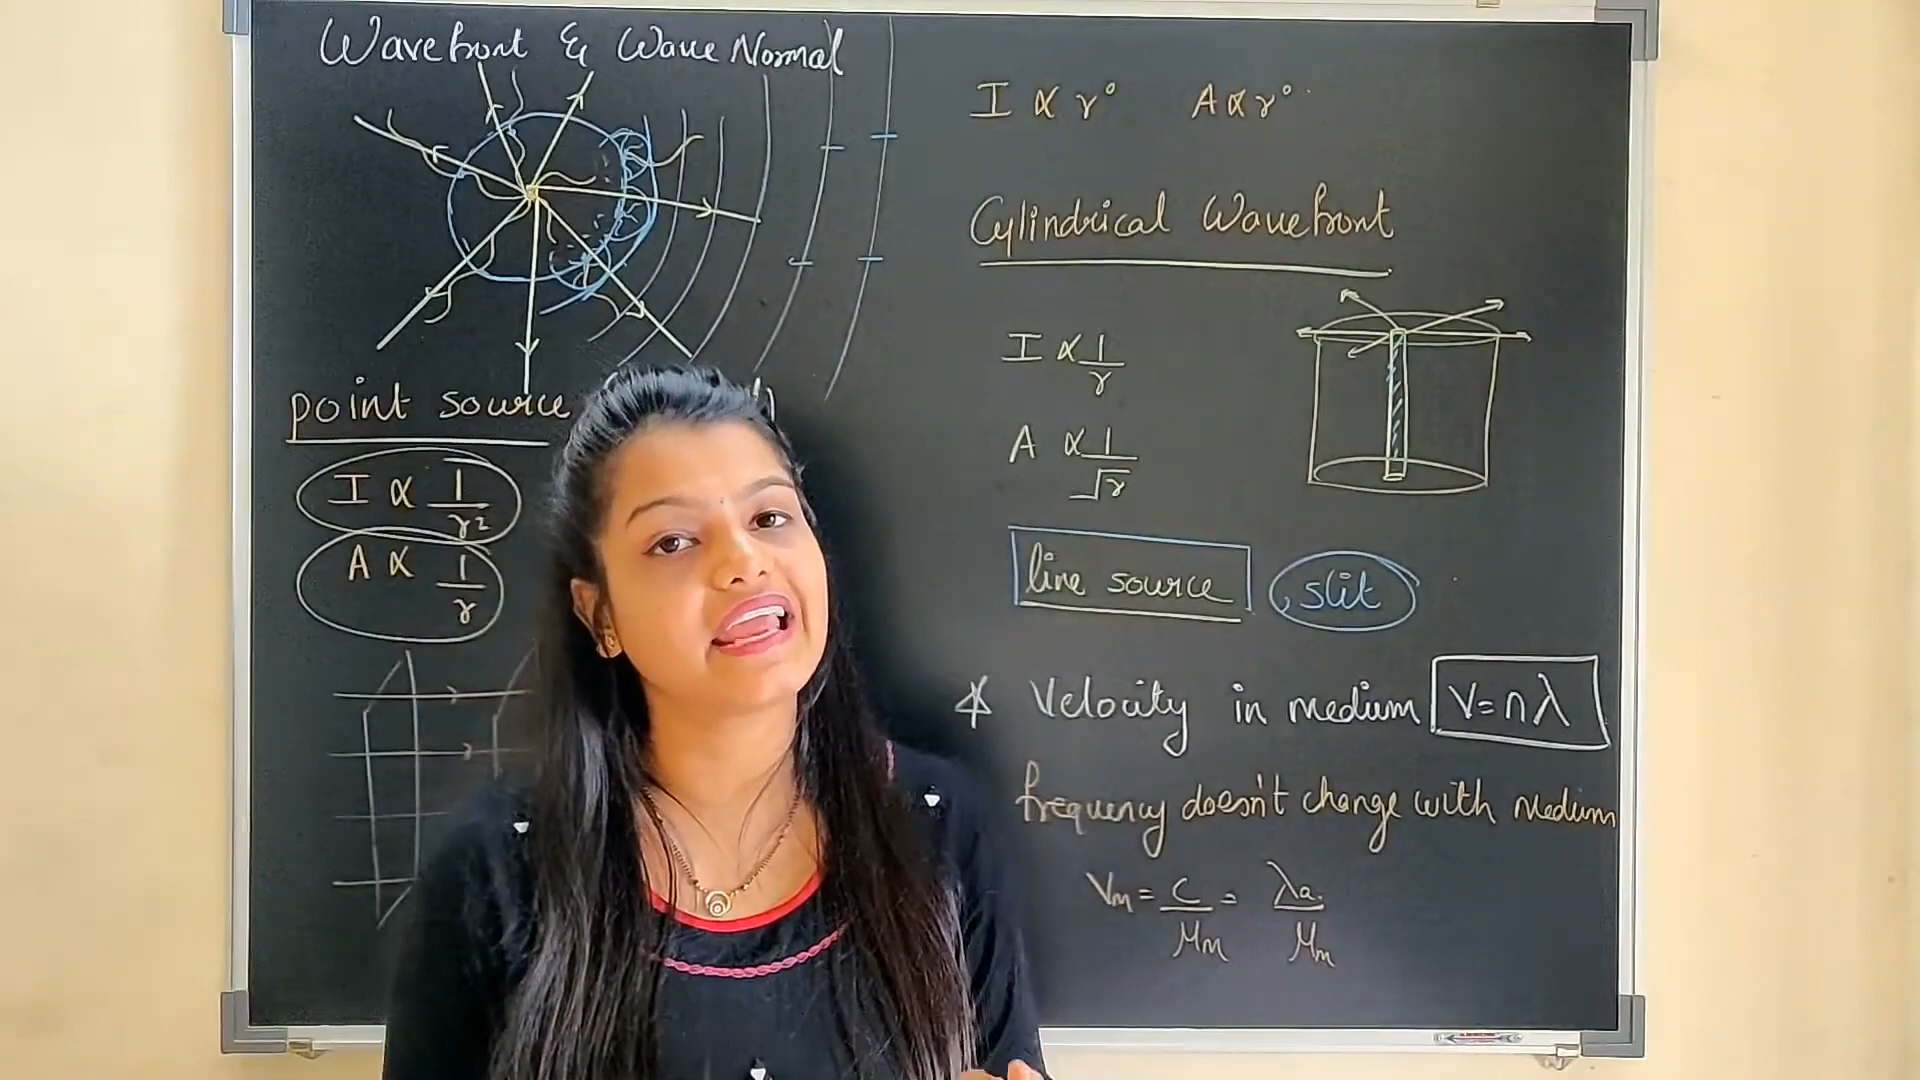 Wavefront & Wave Normal
point source
I ∝ 1/r²
A ∝ 1/r
I ∝ r° A ∝ r°
Cylindrical Wavefront
I ∝ 1/r
A ∝ 1/√r
line source slit
* Velocity in medium V=nλ
frequency doesn't change with medium
Vm = c/μm = λa/μm